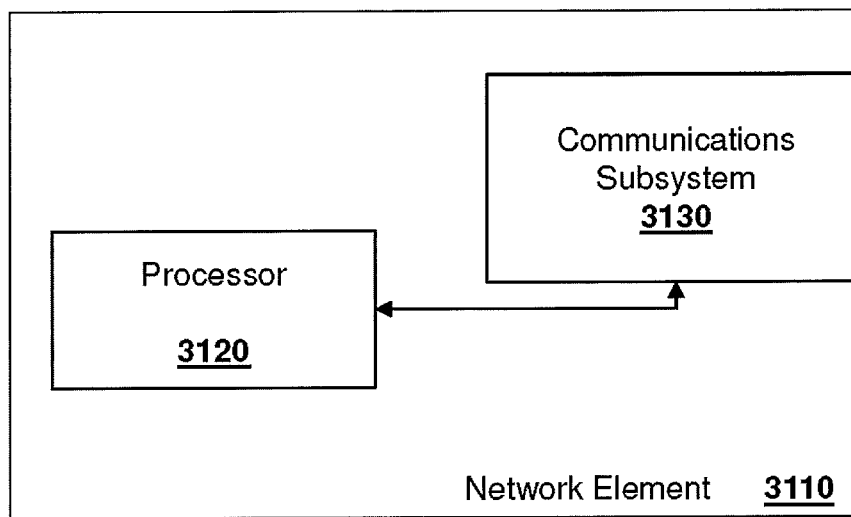 Communications
Subsystem
3130
Processor
3120
Network Element 3110